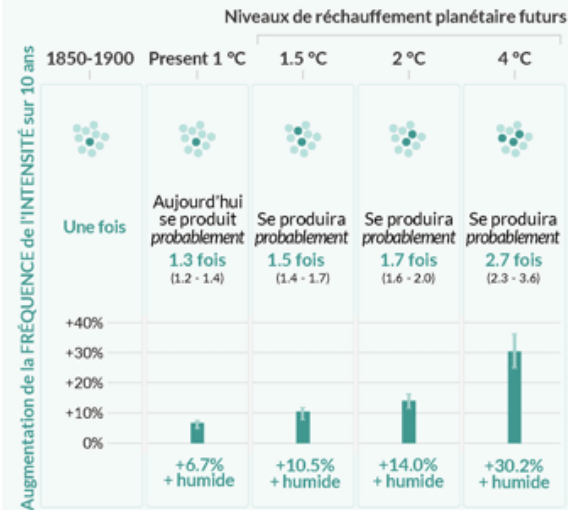 Niveaux de réchauffement planétaire futurs
1850-1900 Present 1 °C 1.5 °C 2 °C 4 °C
Augmentation de la FRÉQUENCE de l'INTENSITÉ sur 10 ans
Une fois
Aujourd'hui
se produit
probablement
1.3 fois
(1.2 - 1.4)
Se produira
probablement
1.5 fois
(1.4 - 1.7)
Se produira
probablement
1.7 fois
(1.6 - 2.0)
Se produira
probablement
2.7 fois
(2.3 - 3.6)
+40%
+30%
+20%
+10%
0%
+6.7%
+ humide
+10.5%
+ humide
+14.0%
+ humide
+30.2%
+ humide